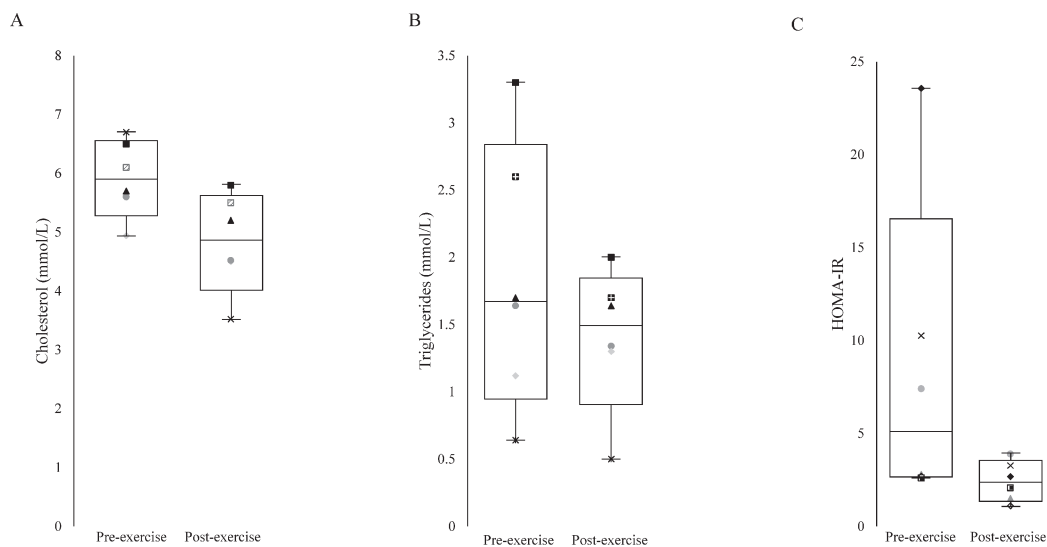 A
Cholesterol (mmol/L)
8
7
6
5
4
3
2
1
0
Pre-exercise Post-exercise
B
Triglycerides (mmol/L)
3.5
3
2.5
2
1.5
1
0.5
0
Pre-exercise Post-exercise
C
HOMA-IR
25
20
15
10
5
0
Pre-exercise Post-exercise